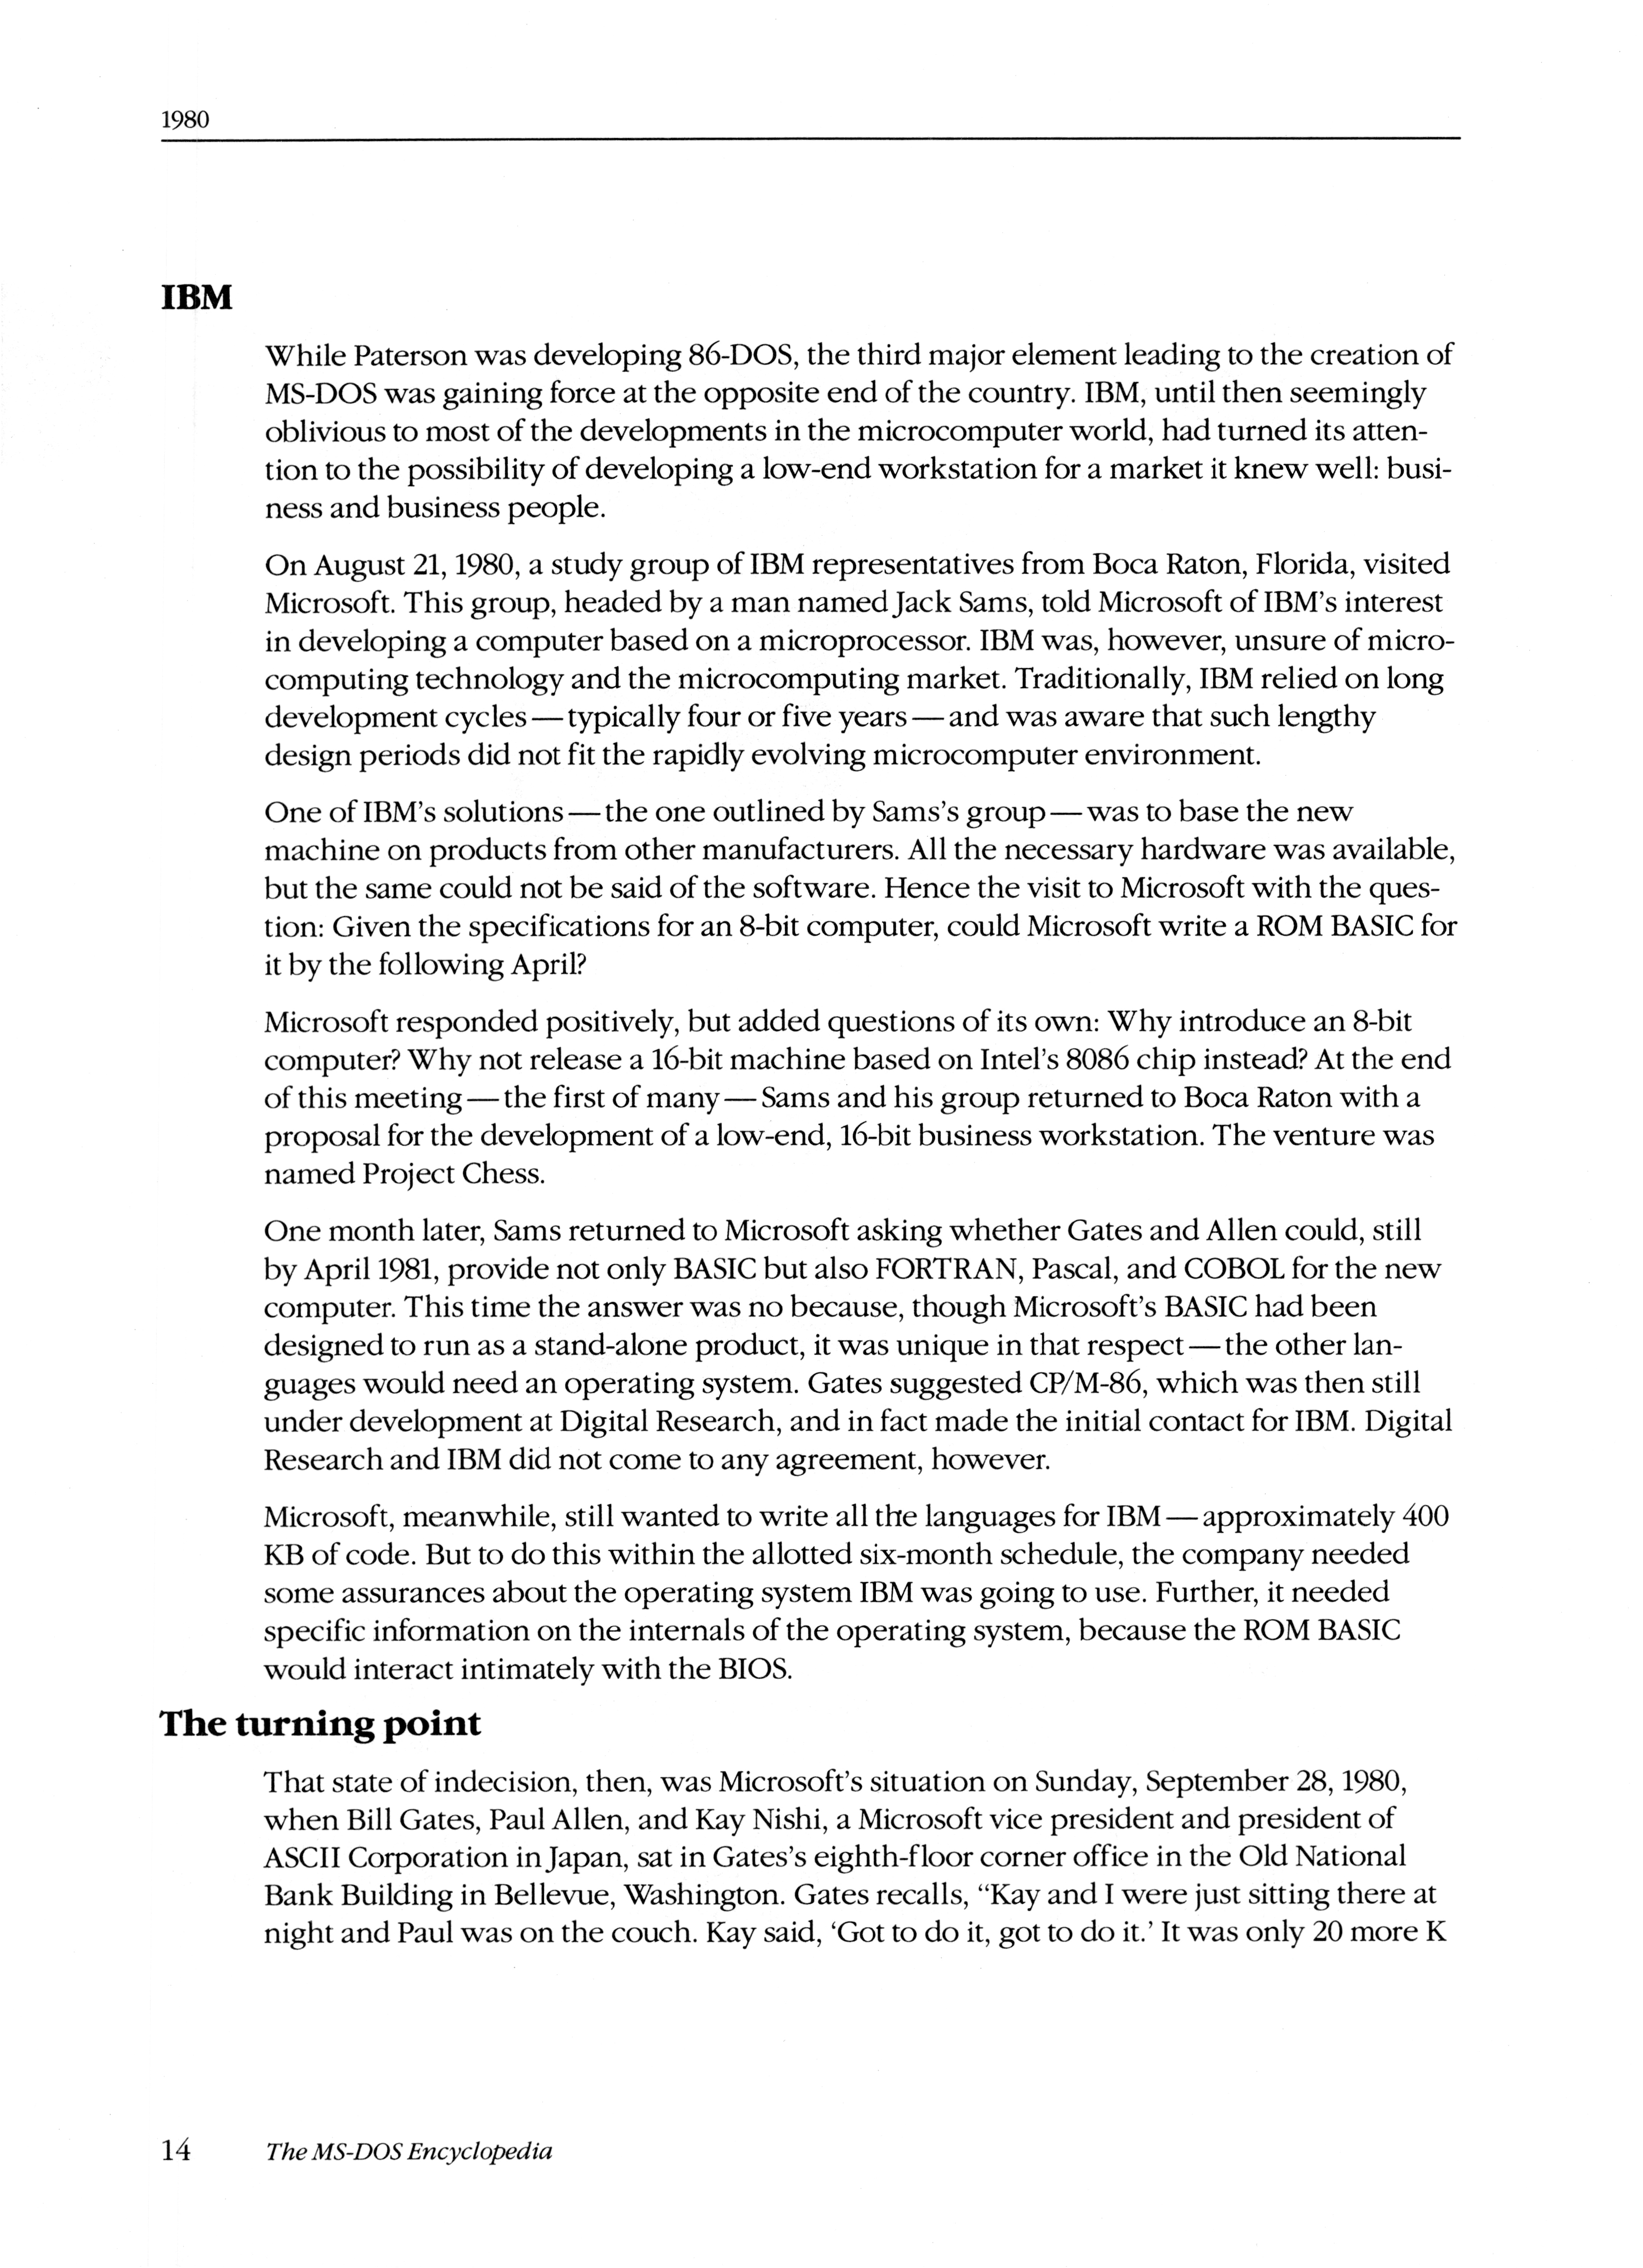 1980
IBM
While Paterson was developing 86-DOS, the third major element leading to the creation of
MS-DOS was gaining force at the opposite end of the country. IBM, until then seemingly
oblivious to most of the developments in the microcomputer world, had turned its atten-
tion to the possibility of developing a low-end workstation for a market it knew well: busi-
ness and business people.
On August 21, 1980, a study group of IBM representatives from Boca Raton, Florida, visited
Microsoft. This group, headed by a man named Jack Sams, told Microsoft of IBM’s interest
in developing a computer based on a microprocessor. IBM was, however, unsure of micro-
computing technology and the microcomputing market. Traditionally, IBM relied on long
development cycles — typically four or five years — and was aware that such lengthy
design periods did not fit the rapidly evolving microcomputer environment.
One of IBM’s solutions — the one outlined by Sams’s group — was to base the new
machine on products from other manufacturers. All the necessary hardware was available,
but the same could not be said of the software. Hence the visit to Microsoft with the ques-
tion: Given the specifications for an 8-bit computer, could Microsoft write a ROM BASIC for
it by the following April?
Microsoft responded positively, but added questions of its own: Why introduce an 8-bit
computer? Why not release a 16-bit machine based on Intel’s 8086 chip instead? At the end
of this meeting — the first of many — Sams and his group returned to Boca Raton with a
proposal for the development of a low-end, 16-bit business workstation. The venture was
named Project Chess.
One month later, Sams returned to Microsoft asking whether Gates and Allen could, still
by April 1981, provide not only BASIC but also FORTRAN, Pascal, and COBOL for the new
computer. This time the answer was no because, though Microsoft’s BASIC had been
designed to run as a stand-alone product, it was unique in that respect — the other lan-
guages would need an operating system. Gates suggested CP/M-86, which was then still
under development at Digital Research, and in fact made the initial contact for IBM. Digital
Research and IBM did not come to any agreement, however.
Microsoft, meanwhile, still wanted to write all the languages for IBM — approximately 400
KB of code. But to do this within the allotted six-month schedule, the company needed
some assurances about the operating system IBM was going to use. Further, it needed
specific information on the internals of the operating system, because the ROM BASIC
would interact intimately with the BIOS.
The turning point
That state of indecision, then, was Microsoft’s situation on Sunday, September 28, 1980,
when Bill Gates, Paul Allen, and Kay Nishi, a Microsoft vice president and president of
ASCII Corporation in Japan, sat in Gates’s eighth-floor corner office in the Old National
Bank Building in Bellevue, Washington. Gates recalls, “Kay and I were just sitting there at
night and Paul was on the couch. Kay said, ‘Got to do it, got to do it.’ It was only 20 more K
14 The MS-DOS Encyclopedia